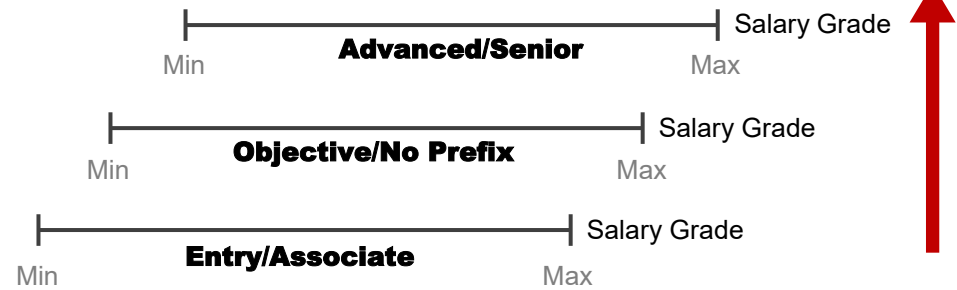 Salary Grade
Advanced/Senior
Min Max
Salary Grade
Objective/No Prefix
Min Max
Salary Grade
Entry/Associate
Min Max